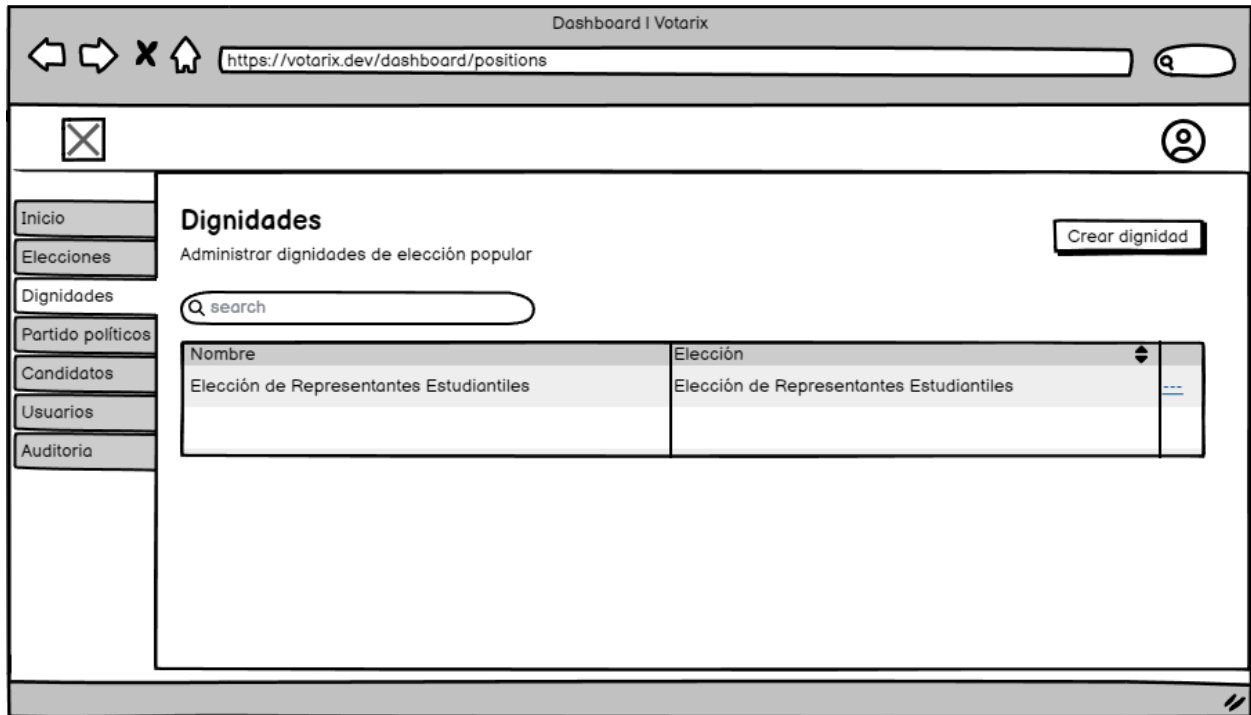 Dashboard | Votarix
https://votarix.dev/dashboard/positions
Inicio
Elecciones
Dignidades
Partido políticos
Candidatos
Usuarios
Auditoria
Dignidades
Administrar dignidades de elección popular
Crear dignidad
search
Nombre Elección
Elección de Representantes Estudiantiles Elección de Representantes Estudiantiles ---